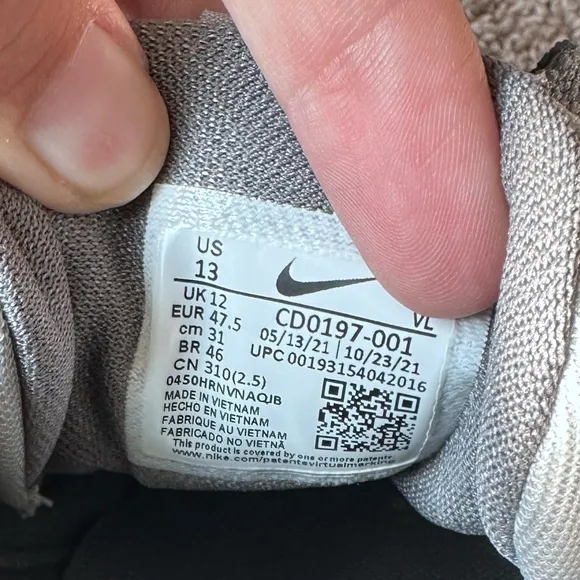 US
13
VL
UK 12
EUR 47.5
cm 31
BR 46
CN 310(2.5)
CD0197-001
05/13/21 | 10/23/21
UPC 00193154042016
0450HRNVNAQJB
MADE IN VIETNAM
HECHO EN VIETNAM
FABRIQUE AU VIETNAM
FABRICADO NO VIETNÃ
This product is covered by one or more patents
www.nike.com/patentsvirtualmarking